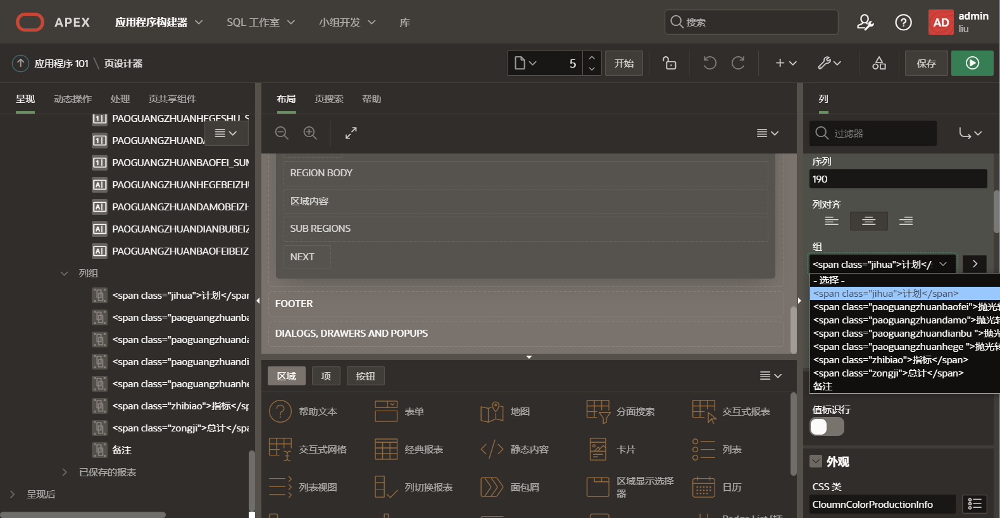 APEX
应用程序构建器
SQL 工作室
小组开发
库
搜索
AD
admin
liu
应用程序 101 \ 页设计器
5
开始
保存
呈现
动态操作
处理
页共享组件
PAOGUANGZHUANHEGESHU_S
PAOGUANGZHUANDA
PAOGUANGZHUANBAOFEI_SUM
PAOGUANGZHUANHEGEBEIZHU
PAOGUANGZHUANDAMOBEIZH
PAOGUANGZHUANDIANBUBEIZ
PAOGUANGZHUANBAOFEIBEIZ
列组
<span class="jihua">计划</span
<span class="paoguangzhuanba
<span class="paoguangzhuanda
<span class="paoguangzhuandi
<span class="paoguangzhuanhe
<span class="zhibiao">指标</sp
<span class="zongji">总计</spa
备注
已保存的报表
呈现后
布局
页搜索
帮助
REGION BODY
区域内容
SUB REGIONS
NEXT
FOOTER
DIALOGS, DRAWERS AND POPUPS
区域
项
按钮
帮助文本
表单
地图
分面搜索
交互式报表
交互式网格
经典报表
静态内容
卡片
列表
列表视图
列切换报表
面包屑
区域显示选择
器
日历
列
过滤器
序列
190
列对齐
组
<span class="jihua">计划</s
- 选择 -
<span class="jihua">计划</span>
<span class="paoguangzhuanbaofei">抛光转
<span class="paoguangzhuandamo">抛光转
<span class="paoguangzhuandianbu ">抛光
<span class="paoguangzhuanhege ">抛光转
<span class="zhibiao">指标</span>
<span class="zongji">总计</span>
备注
值标识行
外观
CSS 类
CloumnColorProductionInfo